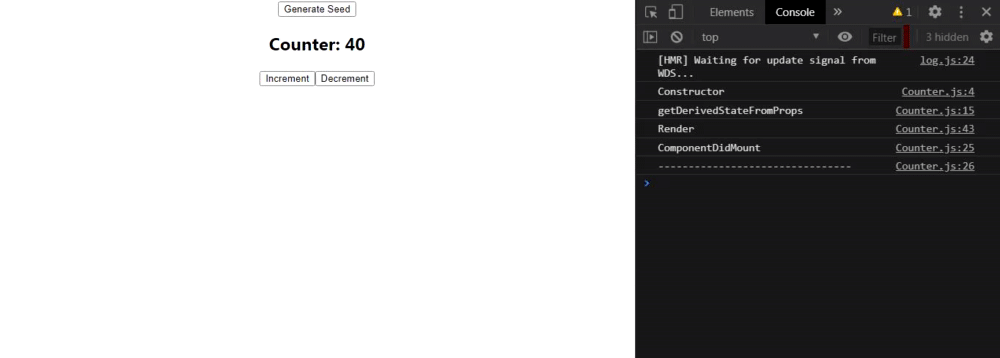 Generate Seed
Counter: 40
Increment Decrement
Elements Console » 1
top Filter 3 hidden
[HMR] Waiting for update signal from log.js:24
WDS...
Constructor Counter.js:4
getDerivedStateFromProps Counter.js:15
Render Counter.js:43
ComponentDidMount Counter.js:25
-------------------------------- Counter.js:26